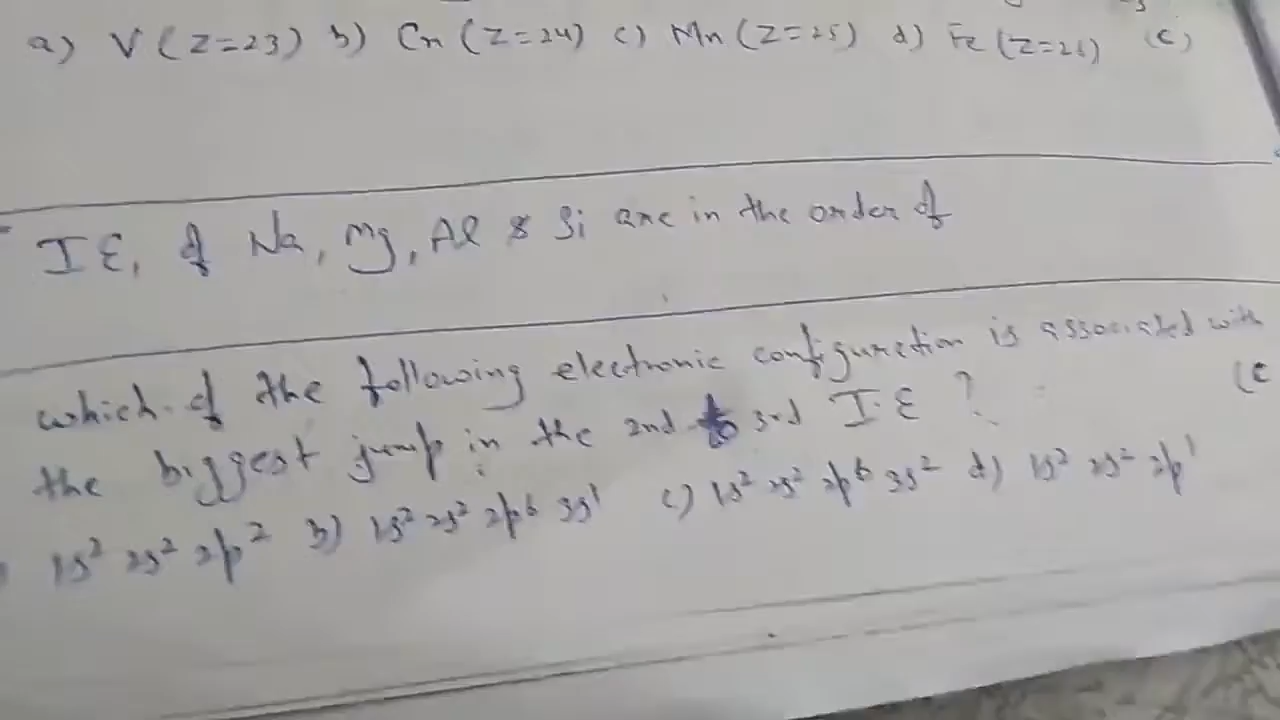 a) V (Z=23) b) Cr (Z=24) c) Mn (Z=25) d) Fe (Z=26) (c)
I E, of Na, Mg, Al & Si are in the order of
which of the following electronic configuration is associated with
the biggest jump in the 2nd to 3rd I.E ? (c
1s² 2s² 2p² b) 1s² 2s² 2p⁶ 3s¹ c) 1s² 2s² 2p⁶ 3s² d) 1s² 2s² 2p¹